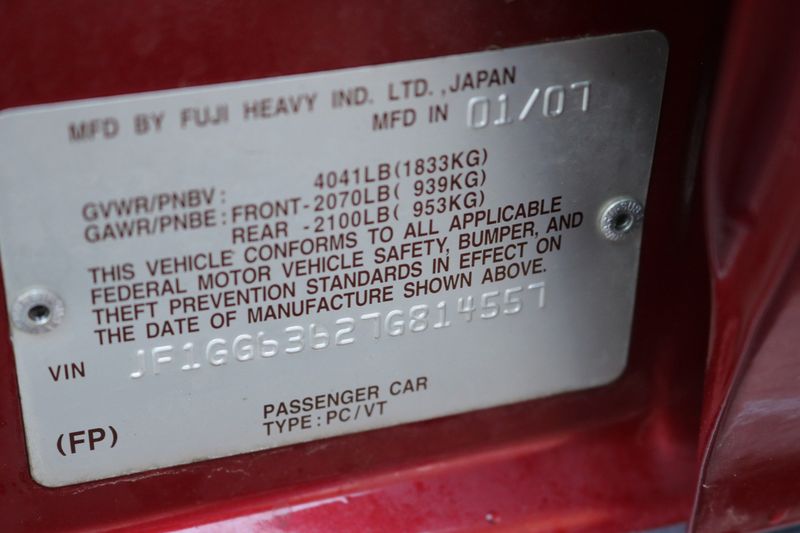 MFD BY FUJI HEAVY IND. LTD. ,JAPAN
MFD IN 01/07
GVWR/PNBV: 4041LB(1833KG)
GAWR/PNBE: FRONT-2070LB( 939KG)
REAR -2100LB( 953KG)
THIS VEHICLE CONFORMS TO ALL APPLICABLE
FEDERAL MOTOR VEHICLE SAFETY, BUMPER, AND
THEFT PREVENTION STANDARDS IN EFFECT ON
THE DATE OF MANUFACTURE SHOWN ABOVE.
VIN JF1GG63627G814557
PASSENGER CAR
(FP) TYPE:PC/VT